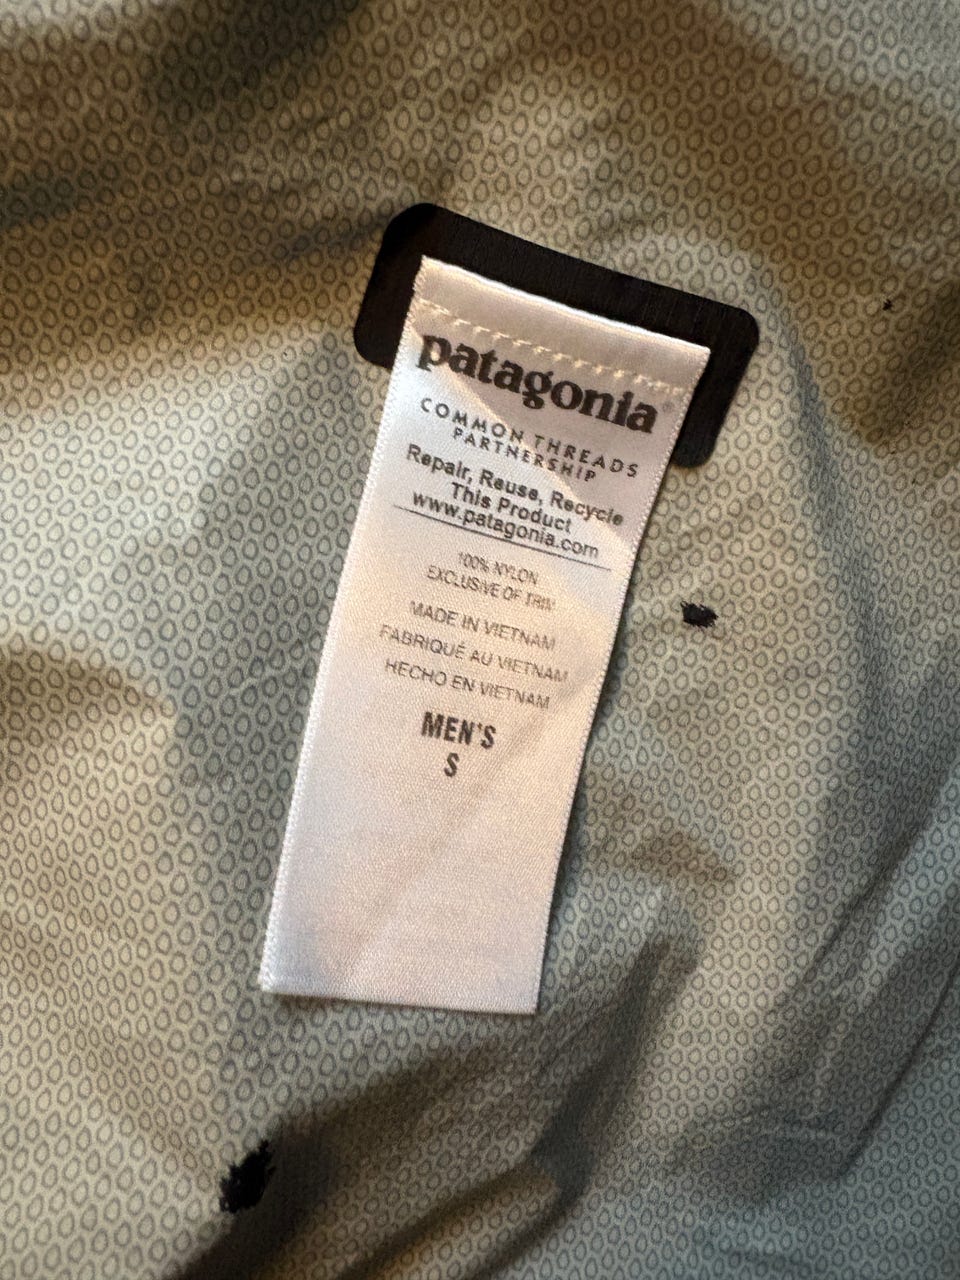 patagonia®
COMMON THREADS
PARTNERSHIP
Repair, Reuse, Recycle
This Product
www.patagonia.com
100% NYLON
EXCLUSIVE OF TRIM
MADE IN VIETNAM
FABRIQUÉ AU VIETNAM
HECHO EN VIETNAM
MEN'S
S